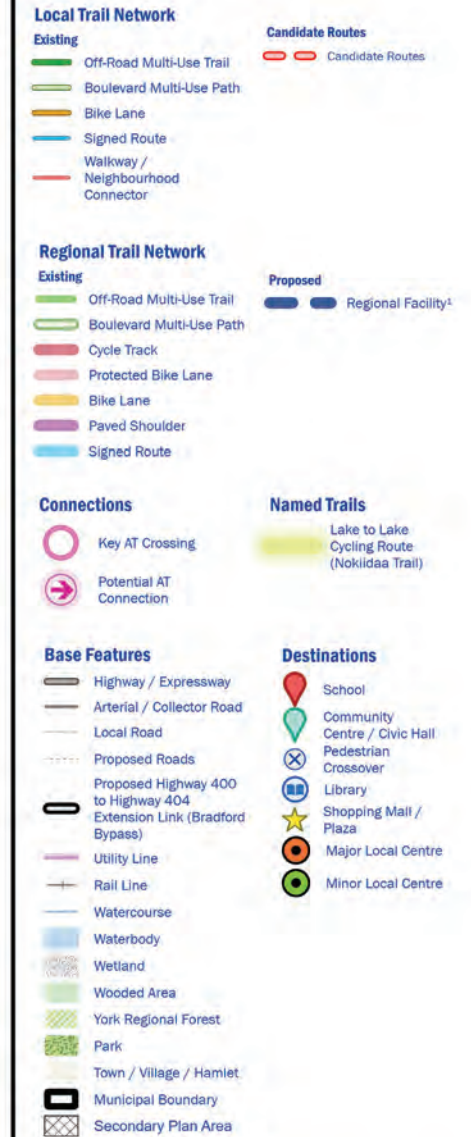 Local Trail Network
Existing
Off-Road Multi-Use Trail
Boulevard Multi-Use Path
Bike Lane
Signed Route
Walkway /
Neighbourhood
Connector
Candidate Routes
Candidate Routes
Regional Trail Network
Existing
Off-Road Multi-Use Trail
Boulevard Multi-Use Path
Cycle Track
Protected Bike Lane
Bike Lane
Paved Shoulder
Signed Route
Proposed
Regional Facility¹
Connections
Key AT Crossing
Potential AT
Connection
Named Trails
Lake to Lake
Cycling Route
(Nokiidaa Trail)
Base Features
Highway / Expressway
Arterial / Collector Road
Local Road
Proposed Roads
Proposed Highway 400
to Highway 404
Extension Link (Bradford
Bypass)
Utility Line
Rail Line
Watercourse
Waterbody
Wetland
Wooded Area
York Regional Forest
Park
Town / Village / Hamlet
Municipal Boundary
Secondary Plan Area
Destinations
School
Community
Centre / Civic Hall
Pedestrian
Crossover
Library
Shopping Mall /
Plaza
Major Local Centre
Minor Local Centre